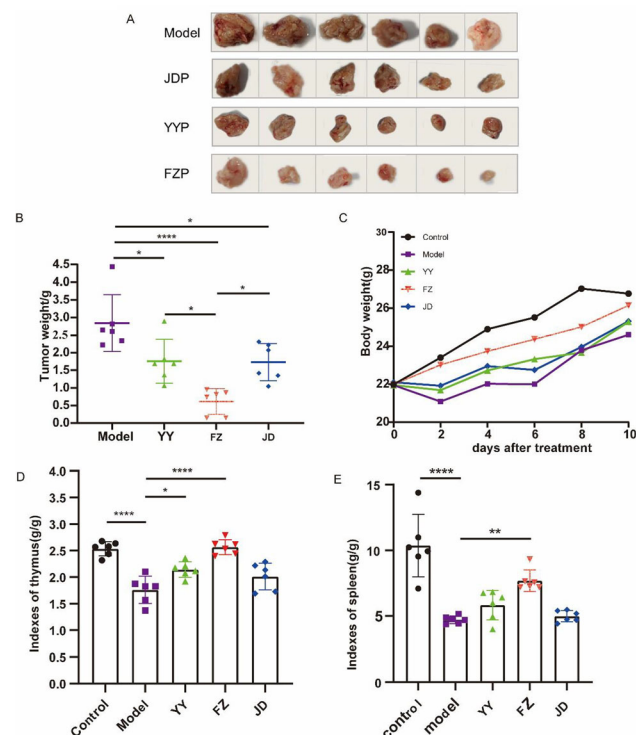 A
Model
JDP
YYP
FZP
B
*
****
*
*
*
Tumor weight/g
4.5
4.0
3.5
3.0
2.5
2.0
1.5
1.0
0.5
0.0
Model YY FZ JD
C
Control
Model
YY
FZ
JD
Body weight(g)
30
28
26
24
22
20
0 2 4 6 8 10
days after treatment
D
****
*
****
Indexes of thymus(g/g)
4.0
3.5
3.0
2.5
2.0
1.5
1.0
0.5
0.0
Control Model YY FZ JD
E
****
**
Indexes of spleen(g/g)
15
10
5
0
control model YY FZ JD